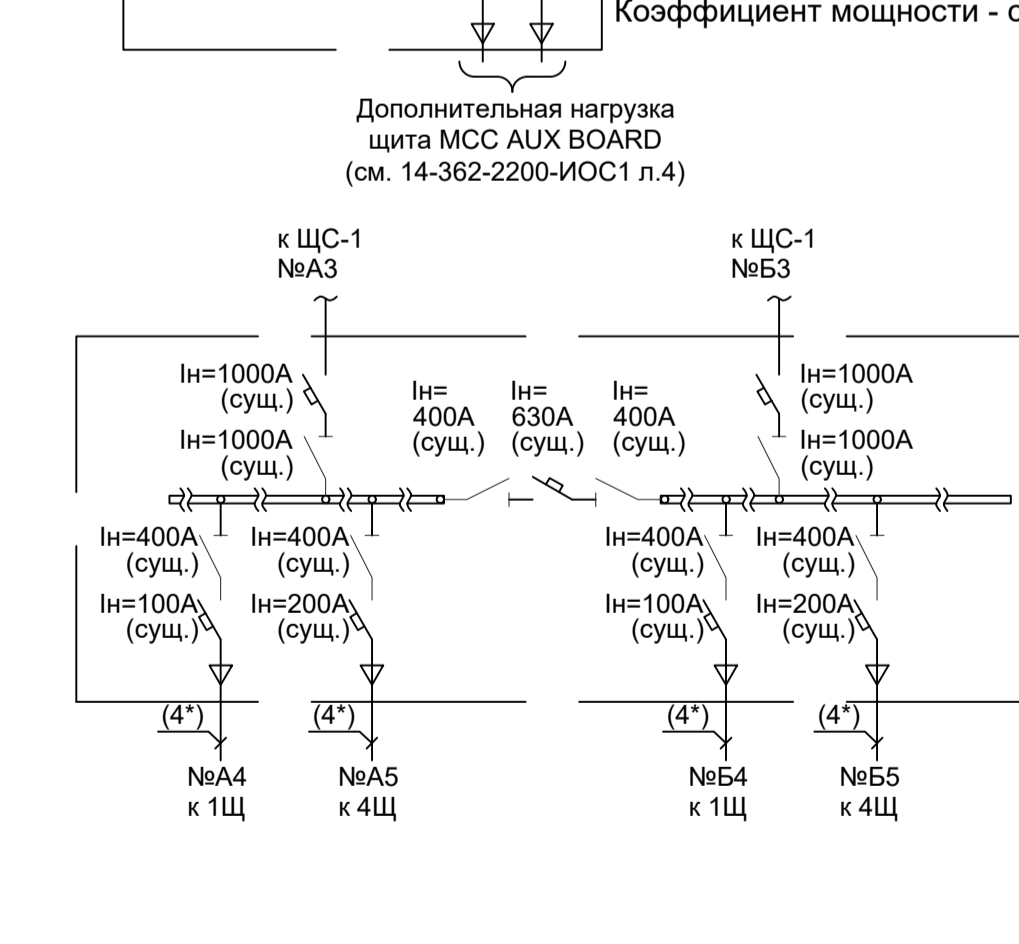 Коэффициент мощности -
Дополнительная нагрузка
щита MCC AUX BOARD
(см. 14-362-2200-ИОС1 л.4)
к ЩС-1
№А3
к ЩС-1
№Б3
Iн=1000А
(сущ.)
Iн=1000А
(сущ.)
Iн=
400А
(сущ.)
Iн=
630А
(сущ.)
Iн=
400А
(сущ.)
Iн=1000А
(сущ.)
Iн=1000А
(сущ.)
Iн=400А
(сущ.)
Iн=400А
(сущ.)
Iн=400А
(сущ.)
Iн=400А
(сущ.)
Iн=100А
(сущ.)
Iн=200А
(сущ.)
Iн=100А
(сущ.)
Iн=200А
(сущ.)
(4*)
(4*)
(4*)
(4*)
№А4
к 1Щ
№А5
к 4Щ
№Б4
к 1Щ
№Б5
к 4Щ